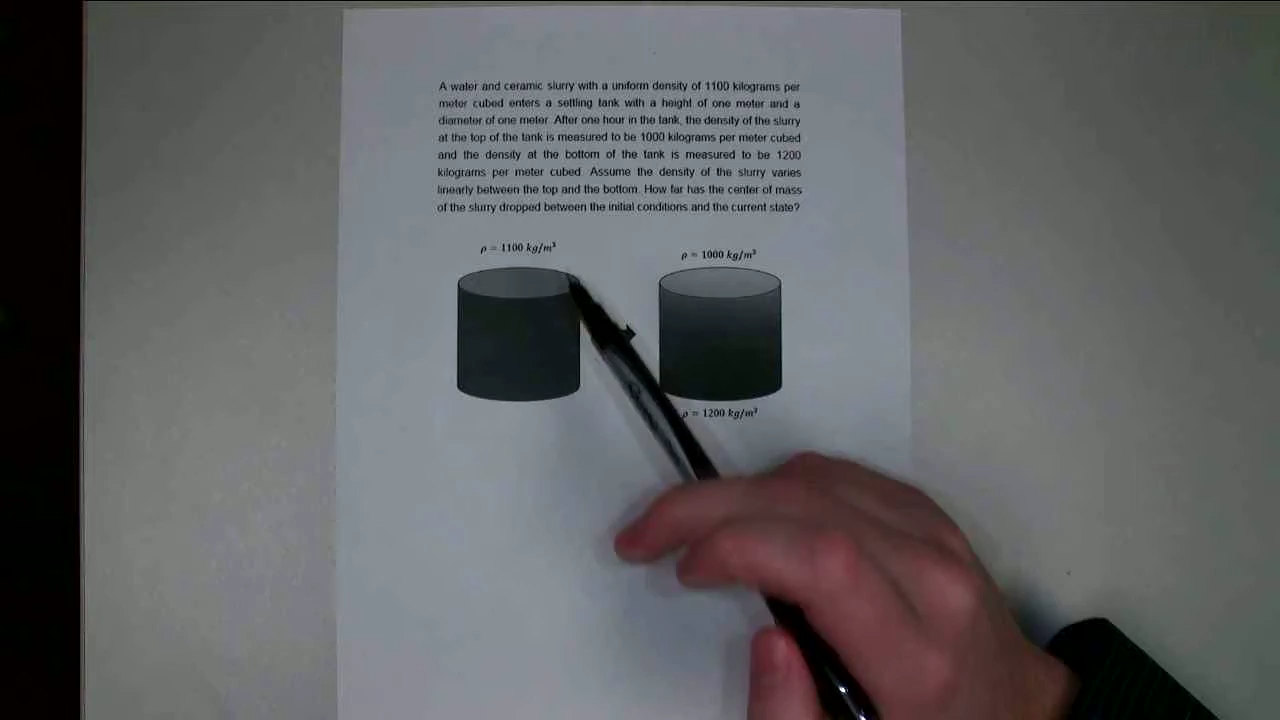 A water and ceramic slurry with a uniform density of 1100 kilograms per
meter cubed enters a settling tank with a height of one meter and a
diameter of one meter. After one hour in the tank, the density of the slurry
at the top of the tank is measured to be 1000 kilograms per meter cubed
and the density at the bottom of the tank is measured to be 1200
kilograms per meter cubed. Assume the density of the slurry varies
linearly between the top and the bottom. How far has the center of mass
of the slurry dropped between the initial conditions and the current state?
ρ = 1100 kg/m³
ρ = 1000 kg/m³
ρ = 1200 kg/m³